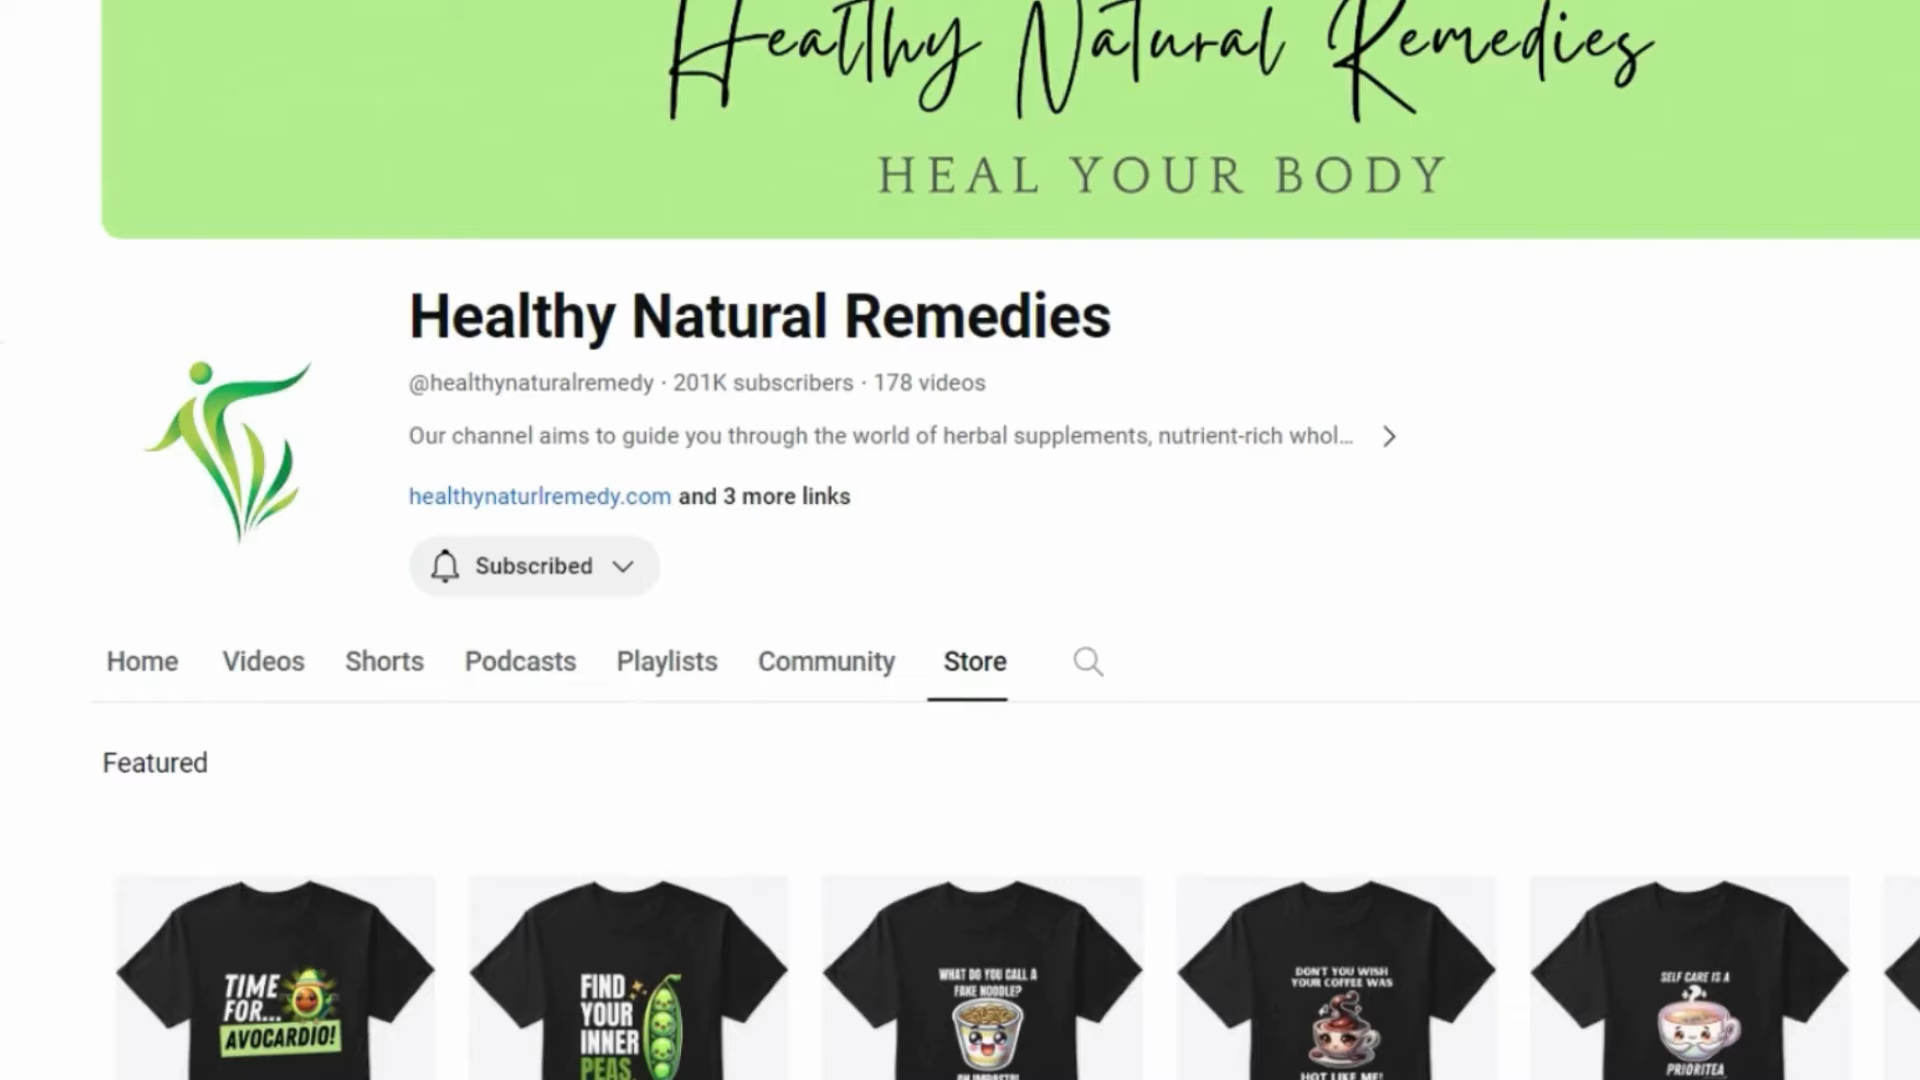 Healthy Natural Remedies
HEAL YOUR BODY
Healthy Natural Remedies
@healthynaturalremedy · 201K subscribers · 178 videos
Our channel aims to guide you through the world of herbal supplements, nutrient-rich whol...
healthynaturlremedy.com and 3 more links
Subscribed
Home Videos Shorts Podcasts Playlists Community Store
Featured
TIME
FOR...
AVOCARDIO!
FIND
YOUR
INNER
PEAS
WHAT DO YOU CALL A
FAKE NOODLE?
AN IMPASTA!
DON'T YOU WISH
YOUR COFFEE WAS
HOT LIKE ME!
SELF CARE IS A
PRIORITEA